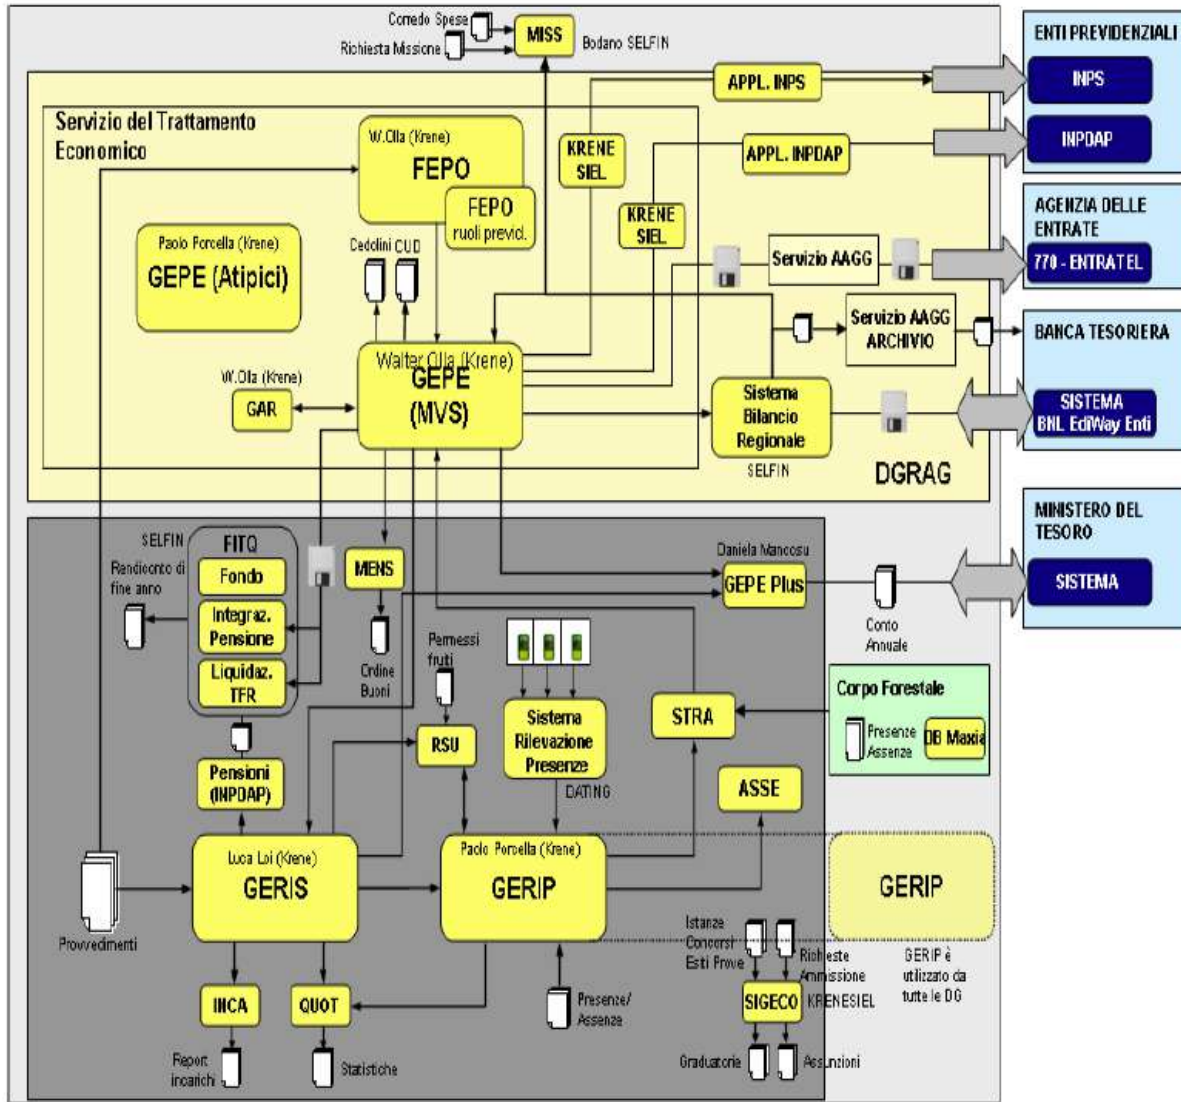 Corredo Spese
Richiesta Missione
MISS
Bodano SELFIN
ENTI PREVIDENZIALI
INPS
INPDAP
APPL. INPS
APPL. INPDAP
KRENE
SIEL
KRENE
SIEL
Servizio del Trattamento
Economico
W.Olla (Krene)
FEPO
FEPO
ruoli previd.
Paolo Porcella (Krene)
GEPE (Atipici)
Cedolini CUD
AGENZIA DELLE
ENTRATE
770 - ENTRATEL
Servizio AAGG
Servizio AAGG
ARCHIVIO
BANCA TESORIERA
SISTEMA
BNL EdiWay Enti
Walter Olla (Krene)
GEPE
(MVS)
W.Olla (Krene)
GAR
Sistema
Bilancio
Regionale
SELFIN
DGRAG
MINISTERO DEL
TESORO
SISTEMA
SELFIN
FITQ
Fondo
Integraz.
Pensione
Liquidaz.
TFR
Rendiconto di
fine anno
MENS
Ordine
Buoni
Daniela Mancosu
GEPE Plus
Conto
Annuale
Permessi
fruti
RSU
Sistema
Rilevazione
Presenze
DATING
STRA
Corpo Forestale
Presenze
Assenze
DB Maxia
Pensioni
(INPDAP)
ASSE
Luca Loi (Krene)
GERIS
Paolo Porcella (Krene)
GERIP
GERIP
GERIP è
utilizzato da
tutte le DG
Provvedimenti
Istanze
Concorsi
Esti Prove
Richieste
Ammissione
SIGECO
KRENESIEL
Graduatorie
Assunzioni
INCA
QUOT
Presenze/
Assenze
Report
incarichi
Statistiche